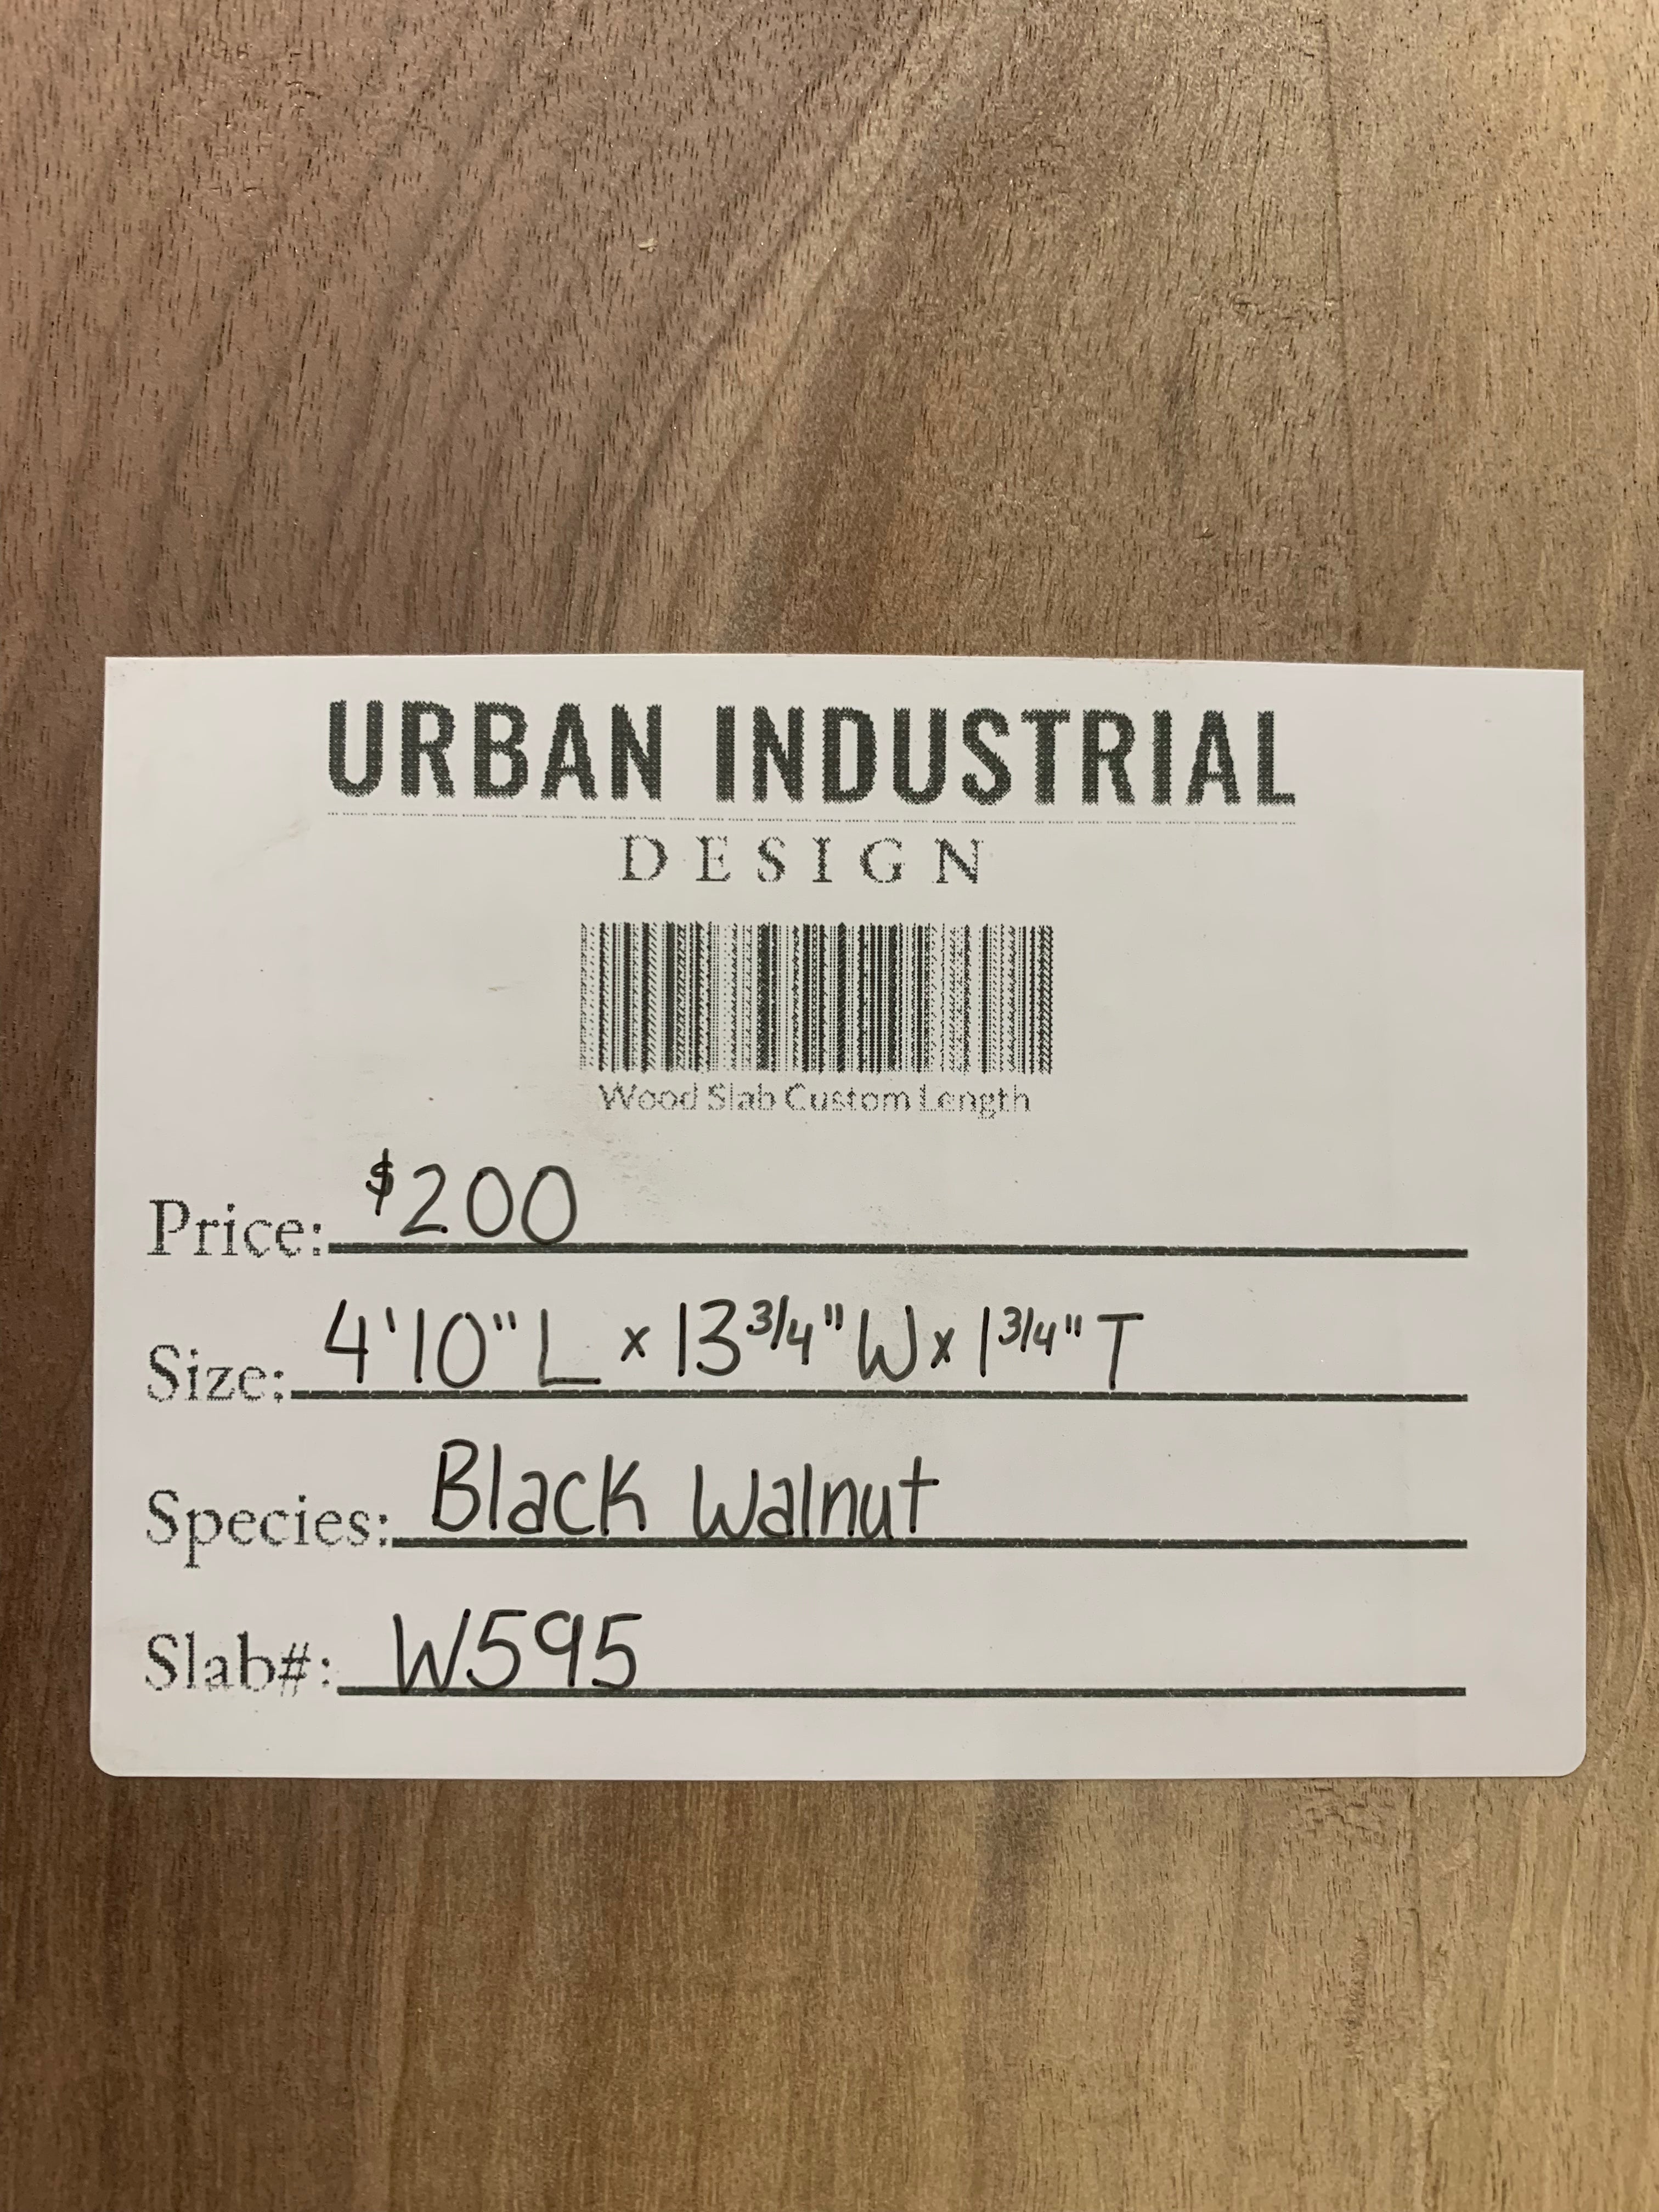 URBAN INDUSTRIAL
DESIGN
Wood Slab Custom Length
Price: $200
Size: 4'10" L x 13 3/4" W x 1 3/4" T
Species: Black Walnut
Slab#: W595